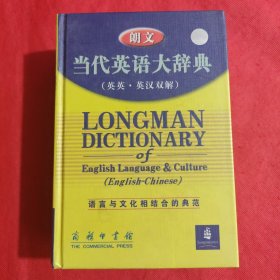 朗文
当代英语大辞典
(英英·英汉双解)
LONGMAN
DICTIONARY
of
English Language & Culture
(English-Chinese)
语言与文化相结合的典范
商务印书馆
THE COMMERCIAL PRESS